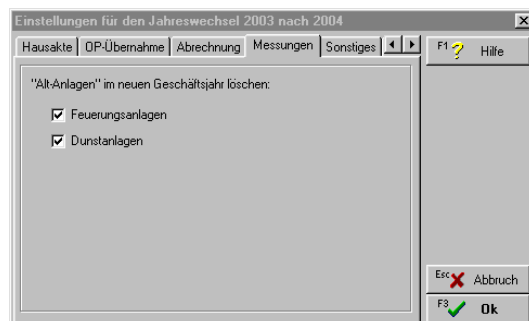 Einstellungen für den Jahreswechsel 2003 nach 2004
Hausakte OP-Übernahme Abrechnung Messungen Sonstiges
"Alt-Anlagen" im neuen Geschäftsjahr löschen:
Feuerungsanlagen
Dunstanlagen
F1 Hilfe
Esc Abbruch
F3 Ok